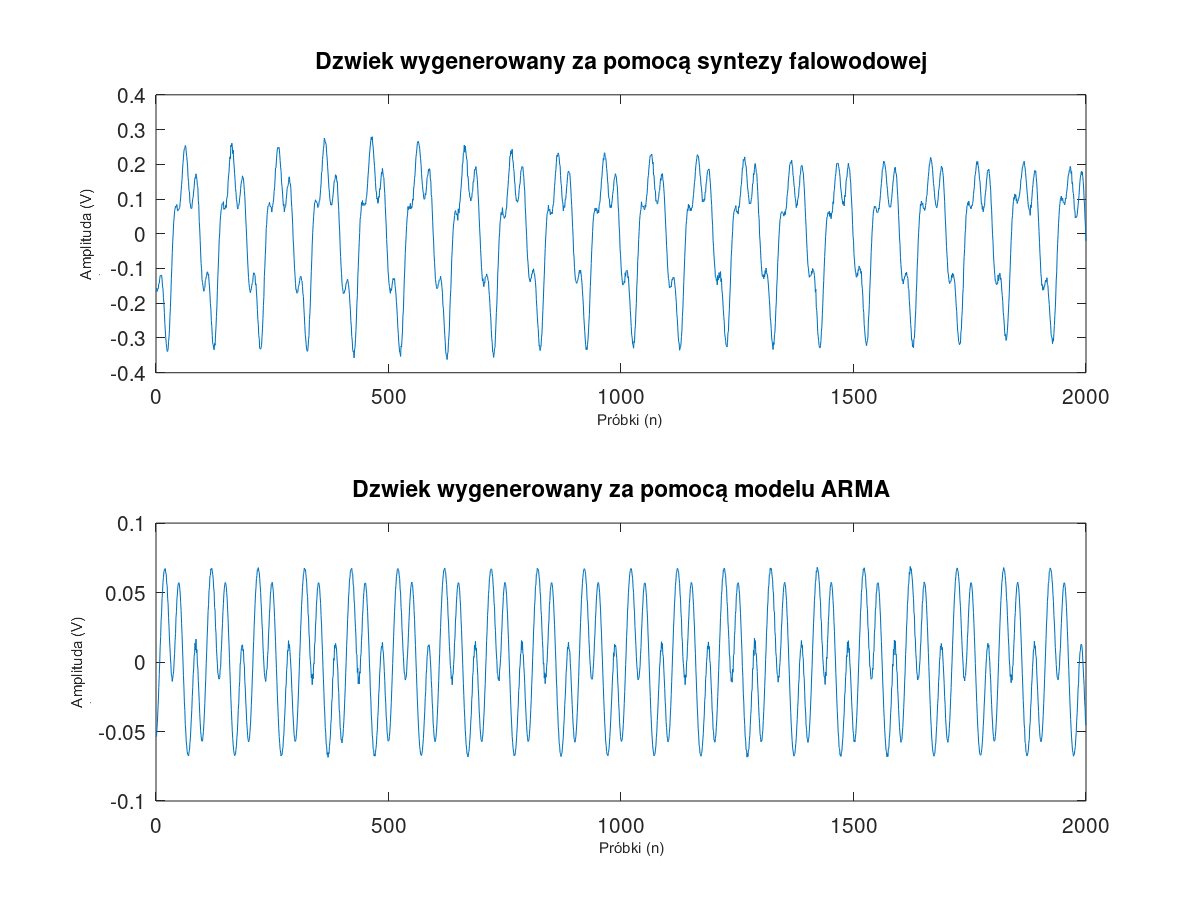 Dzwiek wygenerowany za pomocą syntezy falowodowej
0.4
0.3
0.2
0.1
0
-0.1
-0.2
-0.3
-0.4
Amplituda (V)
0 500 1000 1500 2000
Próbki (n)
Dzwiek wygenerowany za pomocą modelu ARMA
0.1
0.05
0
-0.05
-0.1
Amplituda (V)
0 500 1000 1500 2000
Próbki (n)